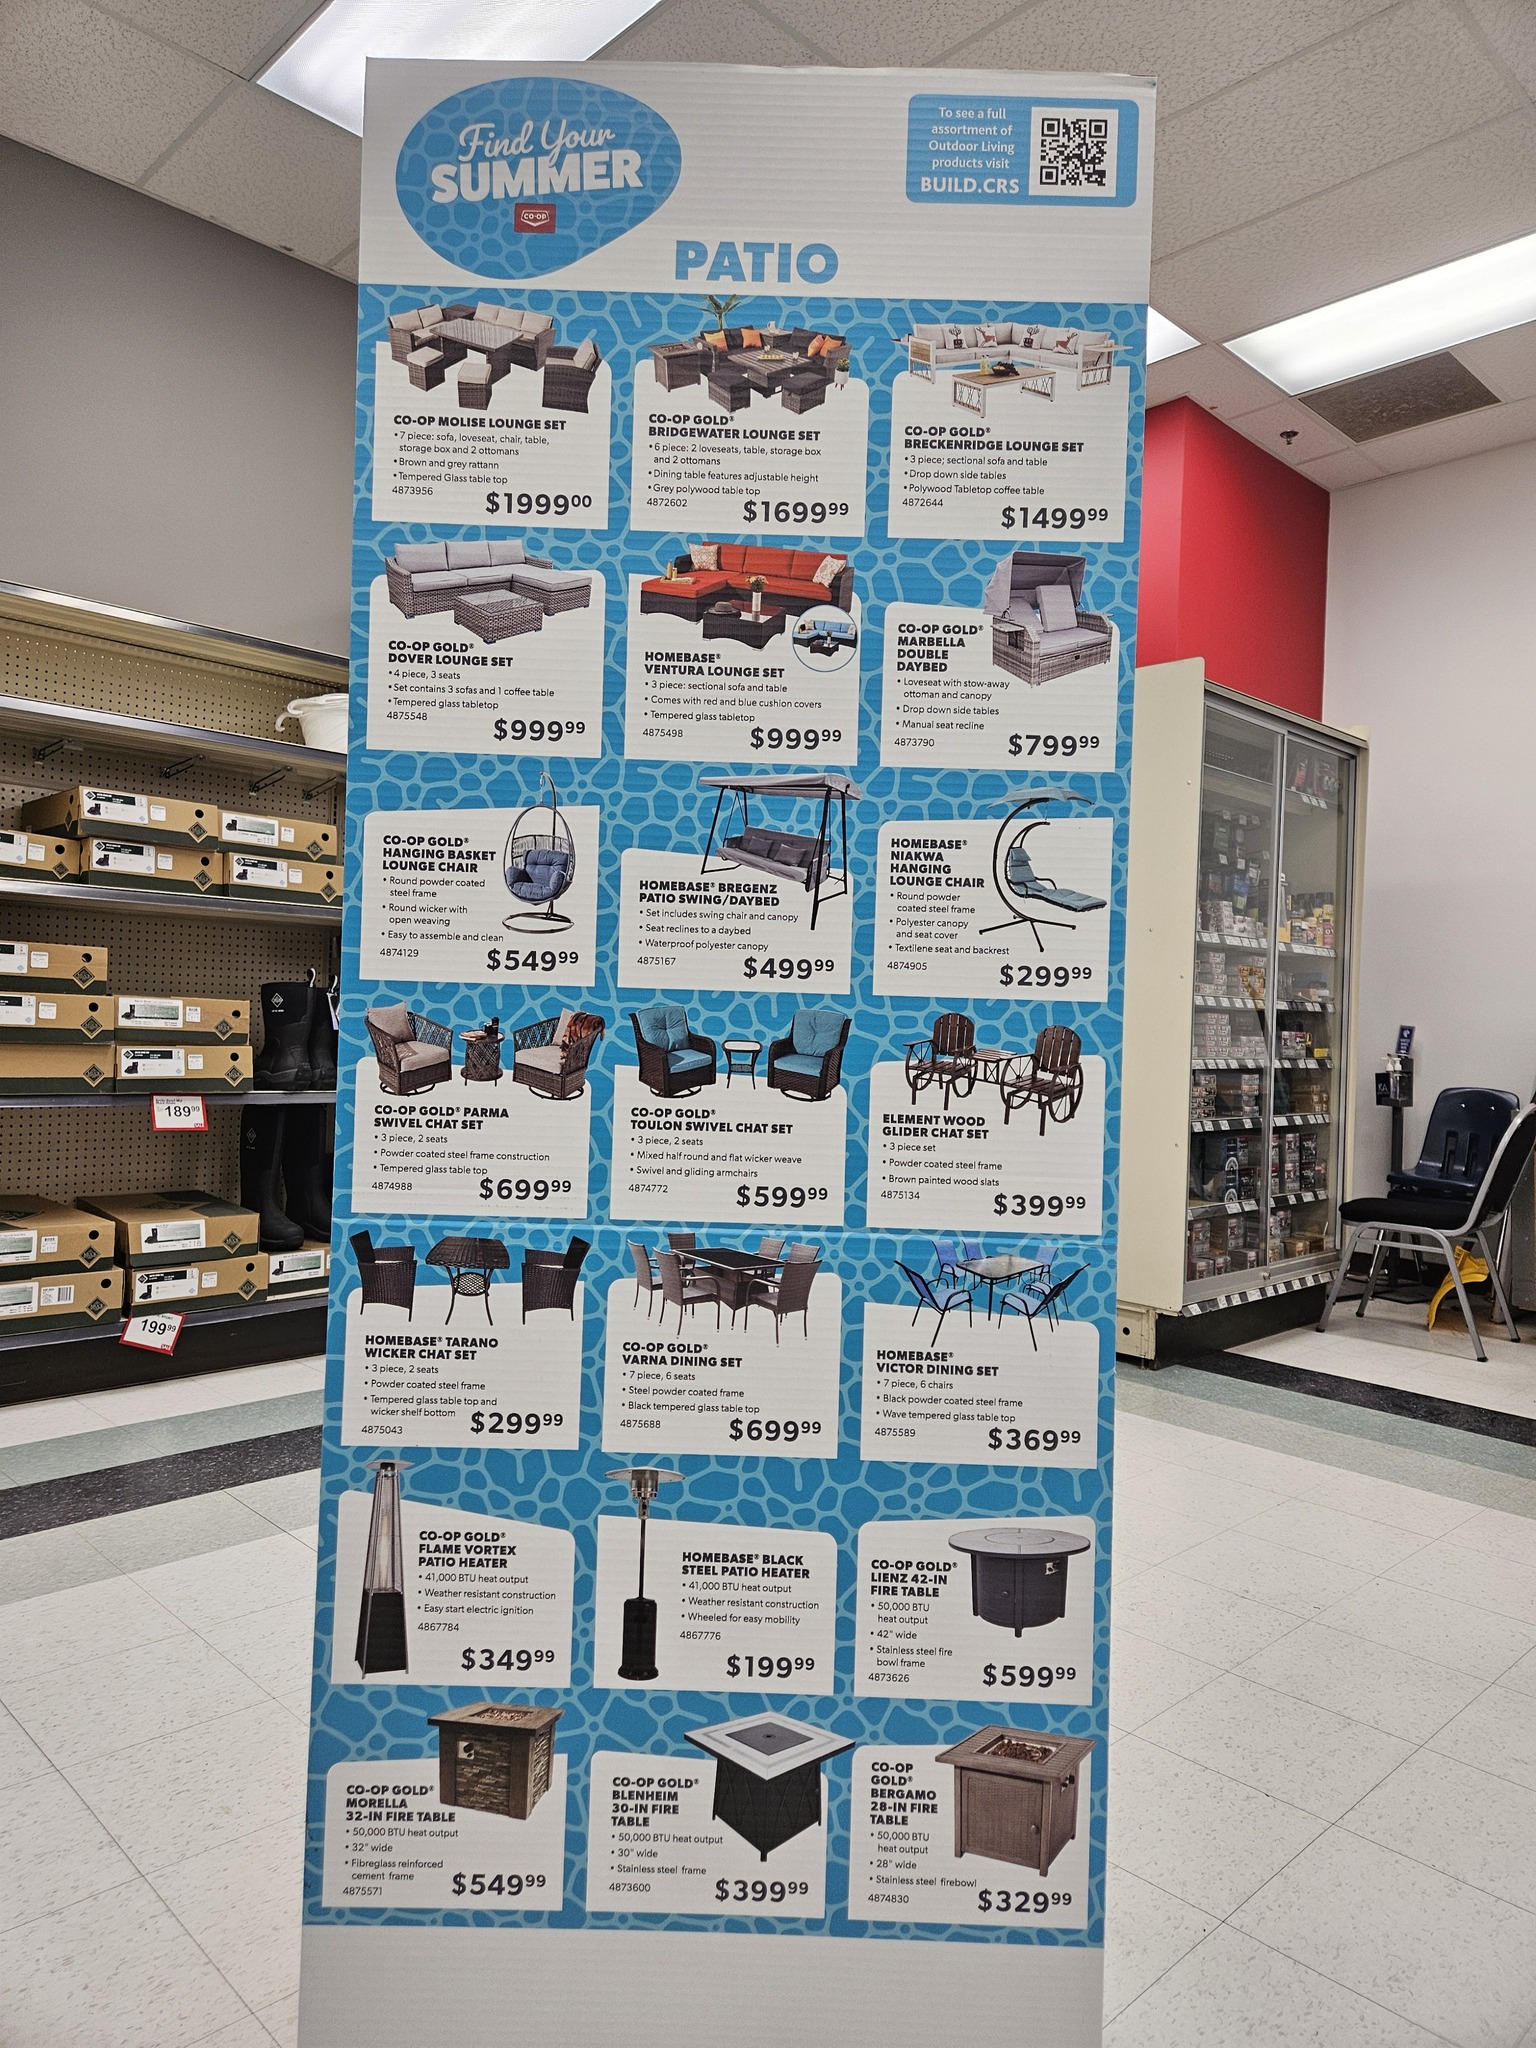 Find Your
SUMMER
CO-OP
To see a full
assortment of
Outdoor Living
products visit
BUILD.CRS
PATIO
CO-OP MOLISE LOUNGE SET
• 7 piece: sofa, loveseat, chair, table,
storage box and 2 ottomans
• Brown and grey rattann
• Tempered Glass table top
4873956
$199900
CO-OP GOLD®
BRIDGEWATER LOUNGE SET
• 6 piece: 2 loveseats, table, storage box
and 2 ottomans
• Dining table features adjustable height
• Grey polywood table top
4872602
$1699 99
CO-OP GOLD®
BRECKENRIDGE LOUNGE SET
• 3 piece; sectional sofa and table
• Drop down side tables
• Polywood Tabletop coffee table
4872644
$1499 99
CO-OP GOLD®
DOVER LOUNGE SET
• 4 piece, 3 seats
• Set contains 3 sofas and 1 coffee table
• Tempered glass tabletop
4875548
$999 99
HOMEBASE®
VENTURA LOUNGE SET
• 3 piece: sectional sofa and table
• Comes with red and blue cushion covers
• Tempered glass tabletop
4875498
$999 99
CO-OP GOLD®
MARBELLA
DOUBLE
DAYBED
• Loveseat with stow-away
ottoman and canopy
• Drop down side tables
• Manual seat recline
4873790
$799 99
CO-OP GOLD®
HANGING BASKET
LOUNGE CHAIR
• Round powder coated
steel frame
• Round wicker with
open weaving
• Easy to assemble and clean
4874129
$549 99
HOMEBASE® BREGENZ
PATIO SWING/DAYBED
• Set includes swing chair and canopy
• Seat reclines to a daybed
• Waterproof polyester canopy
4875167
$499 99
HOMEBASE®
NIAKWA
HANGING
LOUNGE CHAIR
• Round powder
coated steel frame
• Polyester canopy
and seat cover
• Textilene seat and backrest
4874905
$299 99
CO-OP GOLD® PARMA
SWIVEL CHAT SET
• 3 piece, 2 seats
• Powder coated steel frame construction
• Tempered glass table top
4874988
$699 99
CO-OP GOLD®
TOULON SWIVEL CHAT SET
• 3 piece, 2 seats
• Mixed half round and flat wicker weave
• Swivel and gliding armchairs
4874772
$599 99
ELEMENT WOOD
GLIDER CHAT SET
• 3 piece set
• Powder coated steel frame
• Brown painted wood slats
4875134
$399 99
HOMEBASE® TARANO
WICKER CHAT SET
• 3 piece, 2 seats
• Powder coated steel frame
• Tempered glass table top and
wicker shelf bottom
4875043
$299 99
CO-OP GOLD®
VARNA DINING SET
• 7 piece, 6 seats
• Steel powder coated frame
• Black tempered glass table top
4875688
$699 99
HOMEBASE®
VICTOR DINING SET
• 7 piece, 6 chairs
• Black powder coated steel frame
• Wave tempered glass table top
4875589
$369 99
CO-OP GOLD®
FLAME VORTEX
PATIO HEATER
• 41,000 BTU heat output
• Weather resistant construction
• Easy start electric ignition
4867784
$349 99
HOMEBASE® BLACK
STEEL PATIO HEATER
• 41,000 BTU heat output
• Weather resistant construction
• Wheeled for easy mobility
4867776
$199 99
CO-OP GOLD®
LIENZ 42-IN
FIRE TABLE
• 50,000 BTU
heat output
• 42" wide
• Stainless steel fire
bowl frame
4873626
$599 99
CO-OP GOLD®
MORELLA
32-IN FIRE TABLE
• 50,000 BTU heat output
• 32" wide
• Fibreglass reinforced
cement frame
4875571
$549 99
CO-OP GOLD®
BLENHEIM
30-IN FIRE
TABLE
• 50,000 BTU heat output
• 30" wide
• Stainless steel frame
4873600
$399 99
CO-OP
GOLD®
BERGAMO
28-IN FIRE
TABLE
• 50,000 BTU
heat output
• 28" wide
• Stainless steel firebowl
4874830
$329 99
189 99
199 99